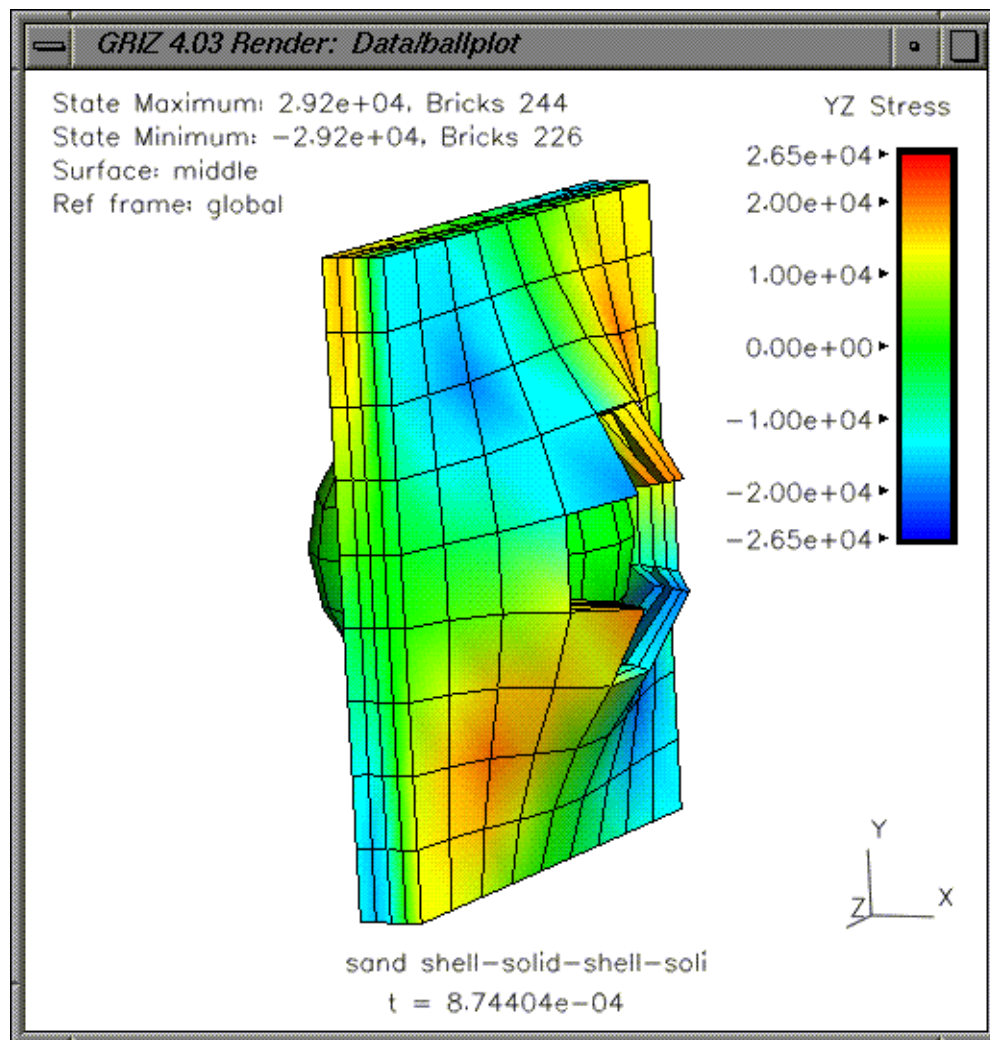 GRIZ 4.03 Render: Data/ballplot
State Maximum: 2.92e+04, Bricks 244
State Minimum: -2.92e+04, Bricks 226
Surface: middle
Ref frame: global
YZ Stress
2.65e+04
2.00e+04
1.00e+04
0.00e+00
-1.00e+04
-2.00e+04
-2.65e+04
Y
X
Z
sand shell-solid-shell-soli
t = 8.74404e-04